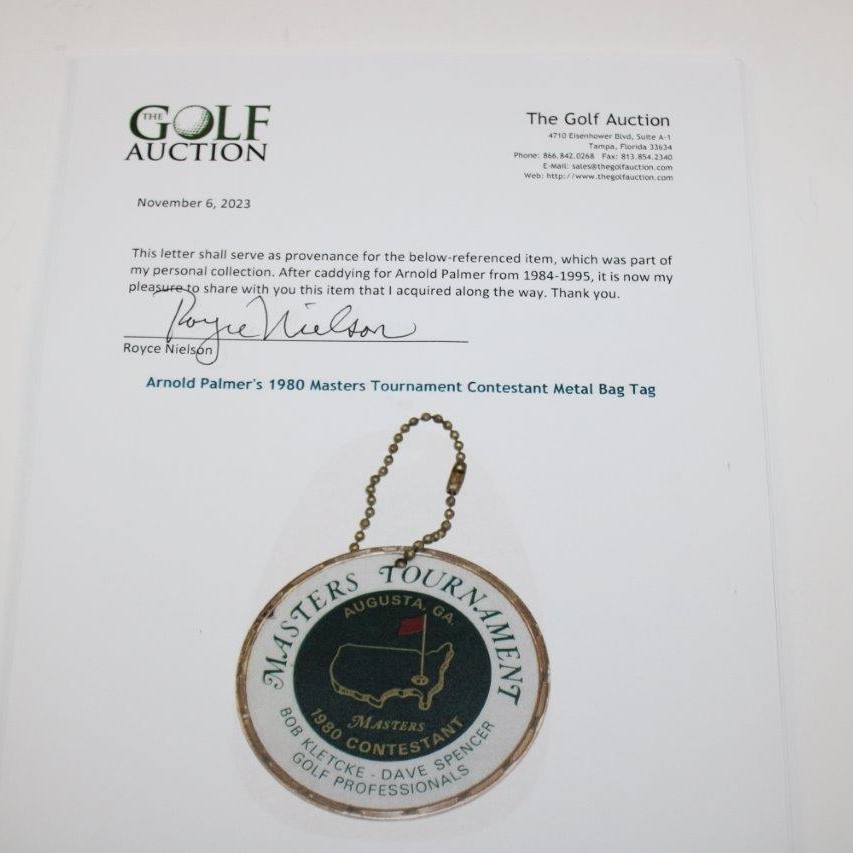 THE GOLF
AUCTION
The Golf Auction
4710 Eisenhower Blvd, Suite A-1
Tampa, Florida 33634
Phone: 866.842.0268 Fax: 813.854.2340
E-Mail: sales@thegolfauction.com
Web: http://www.thegolfauction.com
November 6, 2023
This letter shall serve as provenance for the below-referenced item, which was part of
my personal collection. After caddying for Arnold Palmer from 1984-1995, it is now my
pleasure to share with you this item that I acquired along the way. Thank you.
Royce Nielson
Royce Nielson
Arnold Palmer's 1980 Masters Tournament Contestant Metal Bag Tag
MASTERS TOURNAMENT
AUGUSTA, GA.
MASTERS
1980 CONTESTANT
BOB KLETCKE - DAVE SPENCER
GOLF PROFESSIONALS